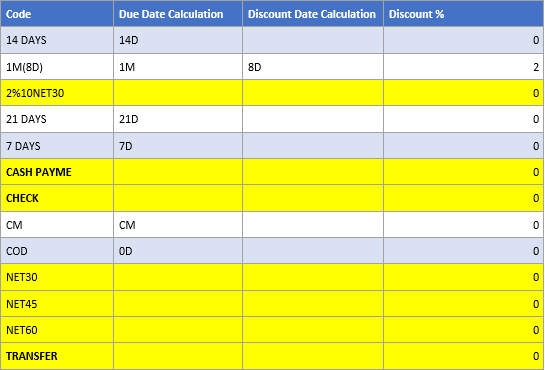 Code Due Date Calculation Discount Date Calculation Discount %
14 DAYS 14D 0
1M(8D) 1M 8D 2
2%10NET30 0
21 DAYS 21D 0
7 DAYS 7D 0
CASH PAYME 0
CHECK 0
CM CM 0
COD 0D 0
NET30 0
NET45 0
NET60 0
TRANSFER 0